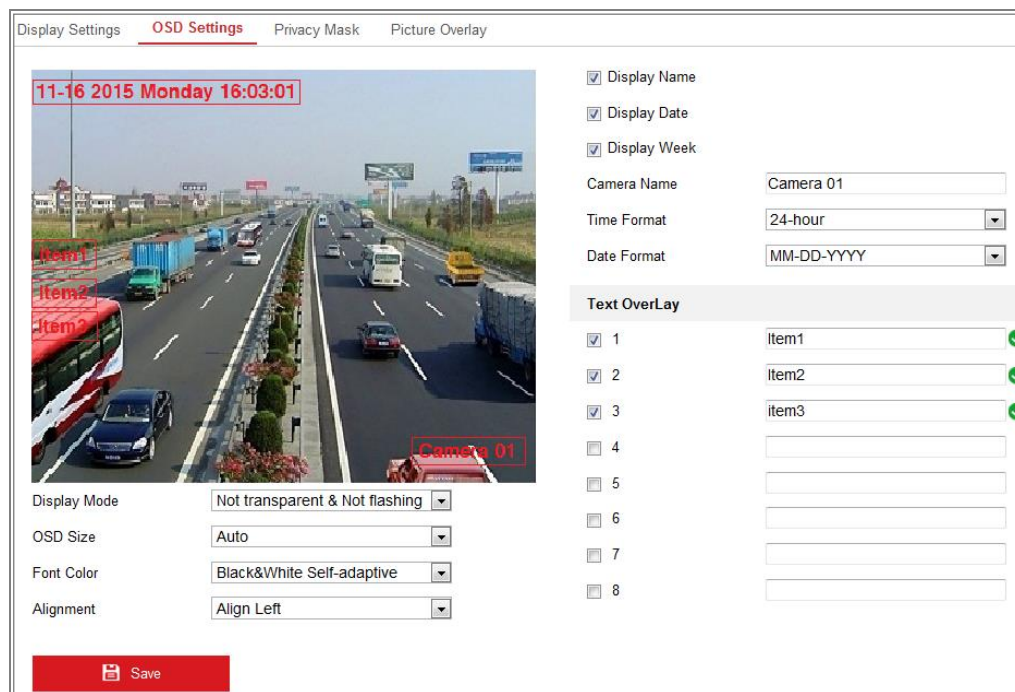 Display Settings OSD Settings Privacy Mask Picture Overlay
11-16 2015 Monday 16:03:01
Item1
Item2
Item3
Camera 01
Display Mode Not transparent & Not flashing
OSD Size Auto
Font Color Black&White Self-adaptive
Alignment Align Left
Save
Display Name
Display Date
Display Week
Camera Name Camera 01
Time Format 24-hour
Date Format MM-DD-YYYY
Text OverLay
1 Item1
2 Item2
3 item3
4
5
6
7
8